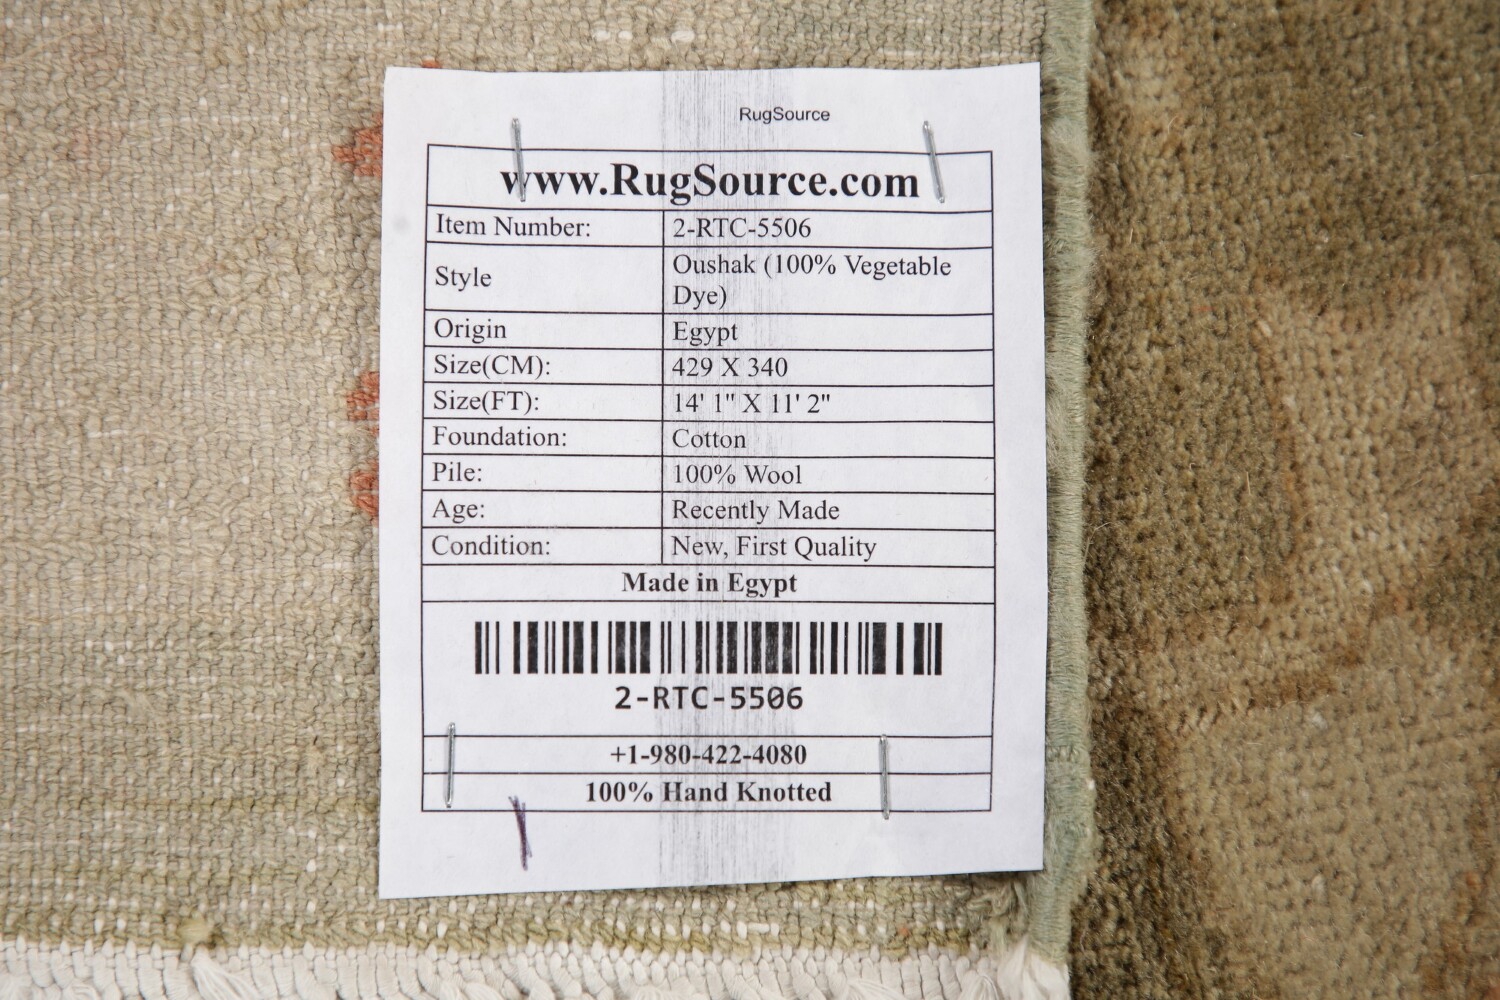 RugSource
www.RugSource.com
Item Number: 2-RTC-5506
Style Oushak (100% Vegetable
Dye)
Origin Egypt
Size(CM): 429 X 340
Size(FT): 14' 1" X 11' 2"
Foundation: Cotton
Pile: 100% Wool
Age: Recently Made
Condition: New, First Quality
Made in Egypt
2-RTC-5506
+1-980-422-4080
100% Hand Knotted